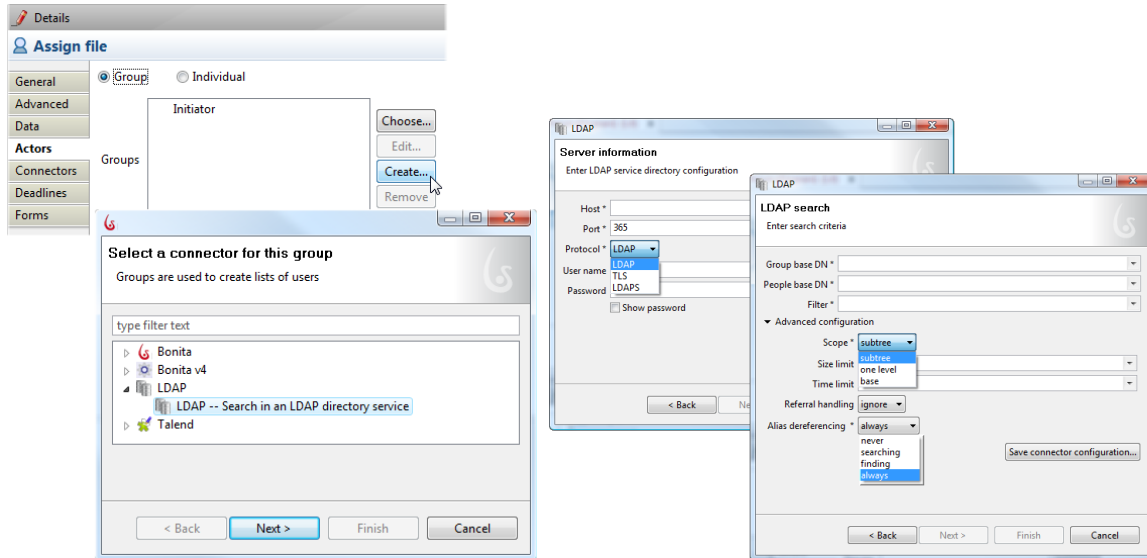 Details
Assign file
General
Advanced
Data
Actors
Connectors
Deadlines
Forms
Group Individual
Groups
Initiator
Choose...
Edit...
Create...
Remove
Select a connector for this group
Groups are used to create lists of users
type filter text
Bonita
Bonita v4
LDAP
LDAP -- Search in an LDAP directory service
Talend
< Back Next > Finish Cancel
LDAP
Server information
Enter LDAP service directory configuration
Host *
Port * 365
Protocol * LDAP
LDAP
TLS
LDAPS
User name
Password
Show password
< Back Ne
LDAP
LDAP search
Enter search criteria
Group base DN *
People base DN *
Filter *
Advanced configuration
Scope * subtree
subtree
one level
base
Size limit
Time limit
Referral handling ignore
Alias dereferencing * always
never
searching
finding
always
Save connector configuration...
< Back Next > Finish Cancel